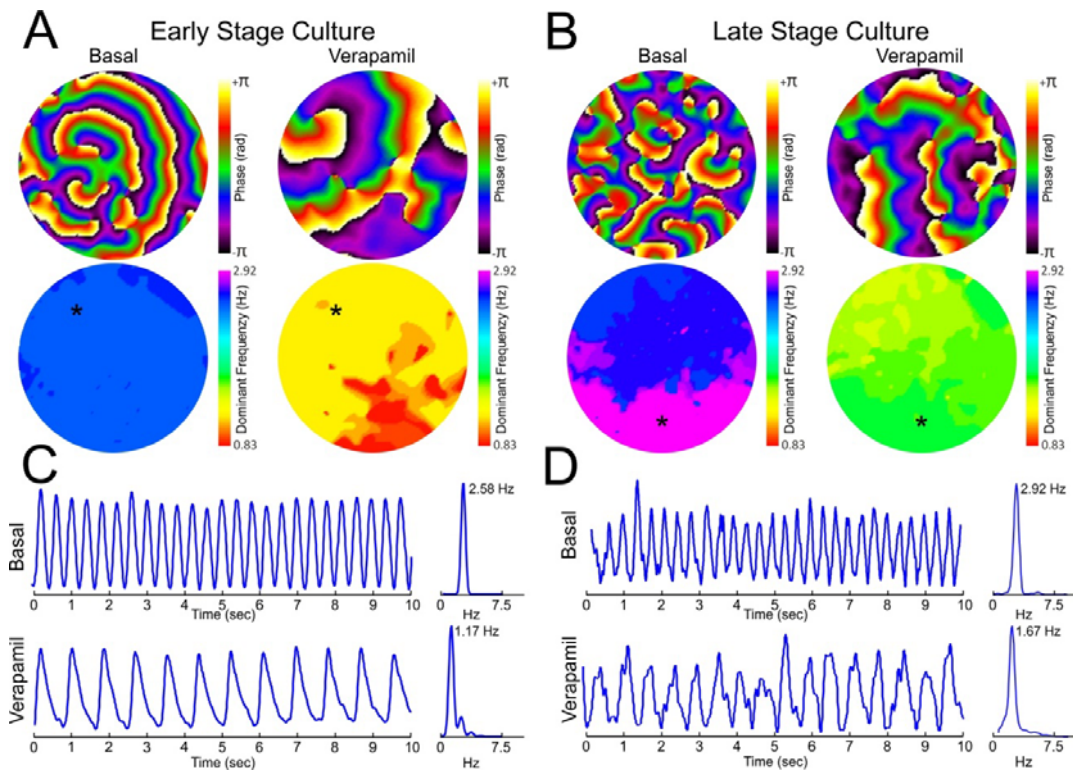 A Early Stage Culture
Basal Verapamil
+π
Phase (rad)
-π
+π
Phase (rad)
-π
2.92
Dominant Frequency (Hz)
0.83
*
2.92
Dominant Frequency (Hz)
0.83
*
B Late Stage Culture
Basal Verapamil
+π
Phase (rad)
-π
+π
Phase (rad)
-π
2.92
Dominant Frequency (Hz)
0.83
*
2.92
Dominant Frequency (Hz)
0.83
*
C
Basal
2.58 Hz
0 1 2 3 4 5 6 7 8 9 10
Time (sec)
0 7.5
Hz
Verapamil
1.17 Hz
0 1 2 3 4 5 6 7 8 9 10
Time (sec)
0 7.5
Hz
D
Basal
2.92 Hz
0 1 2 3 4 5 6 7 8 9 10
Time (sec)
0 7.5
Hz
Verapamil
1.67 Hz
0 1 2 3 4 5 6 7 8 9 10
Time (sec)
0 7.5
Hz